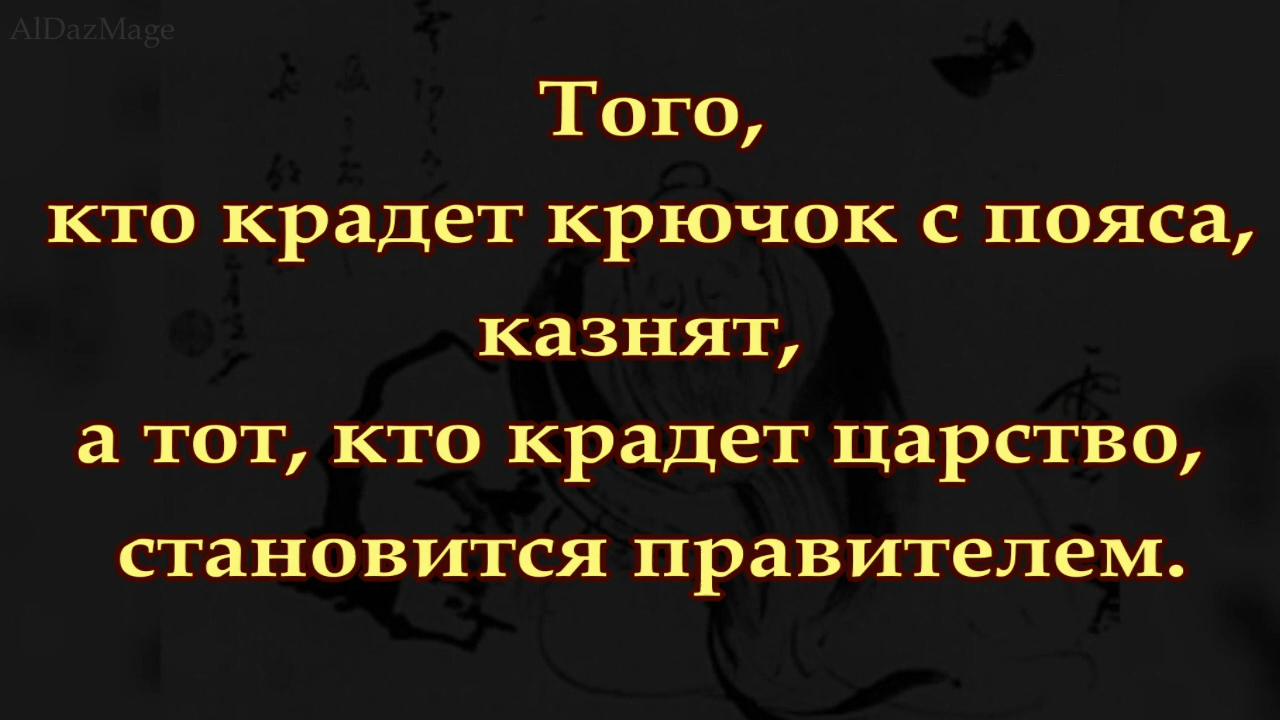 AlDazMage
Того,
кто крадет крючок с пояса,
казнят,
а тот, кто крадет царство,
становится правителем.